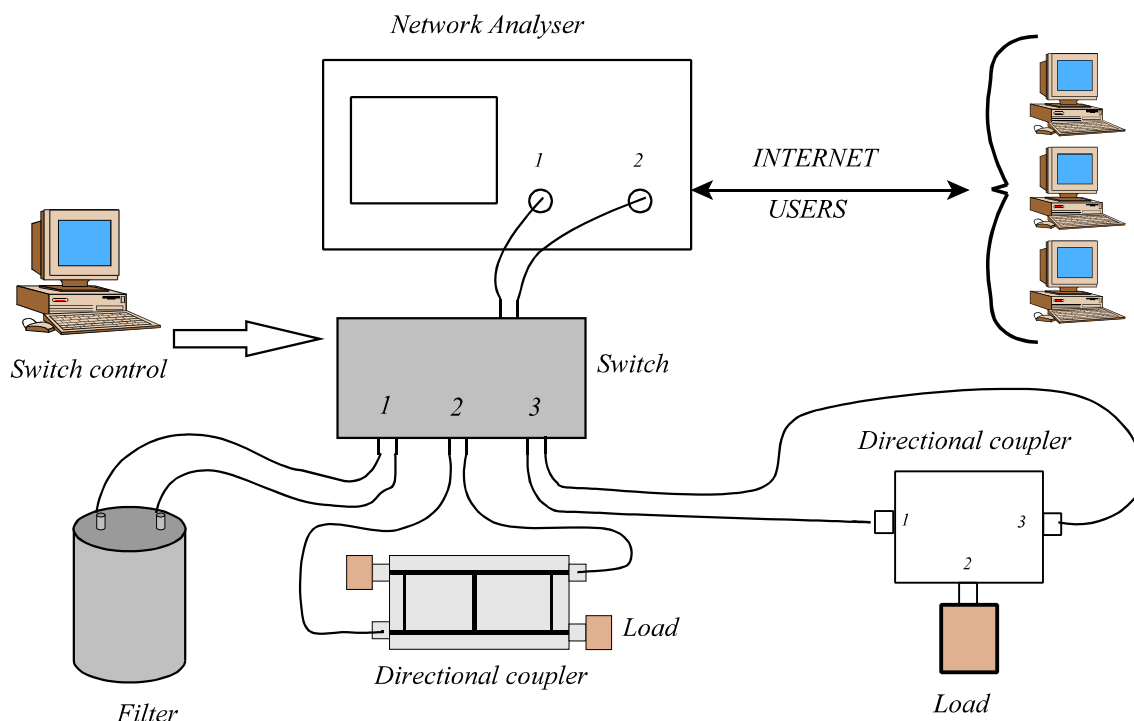 Network Analyser
1
2
INTERNET
USERS
Switch control
Switch
1
2
3
Directional coupler
1
3
2
Load
Directional coupler
Load
Filter